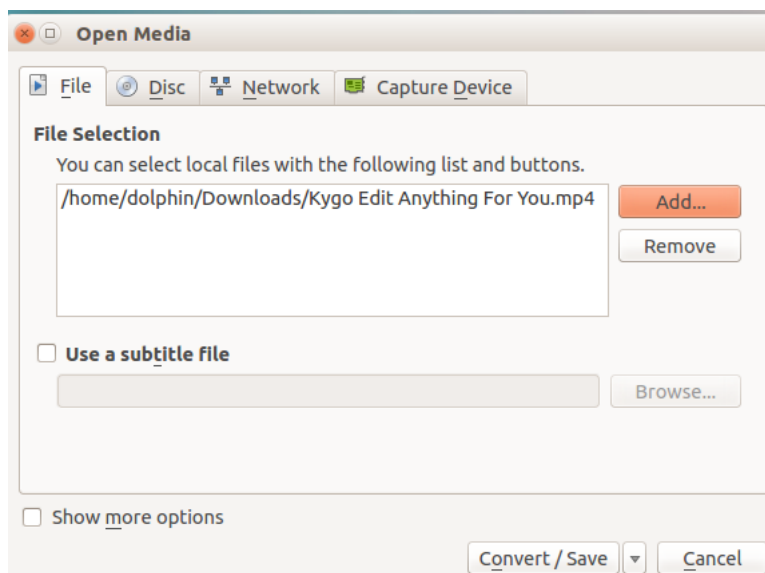 Open Media
File Disc Network Capture Device
File Selection
You can select local files with the following list and buttons.
/home/dolphin/Downloads/Kygo Edit Anything For You.mp4
Add...
Remove
Use a subtitle file
Browse...
Show more options
Convert / Save Cancel